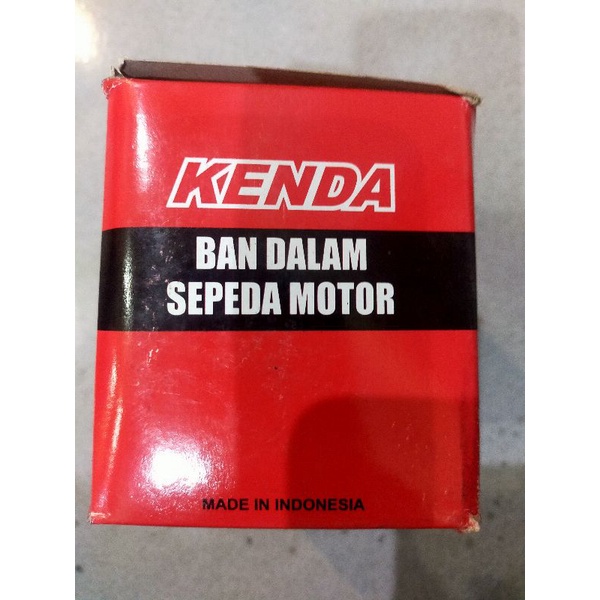 KENDA
BAN DALAM
SEPEDA MOTOR
MADE IN INDONESIA